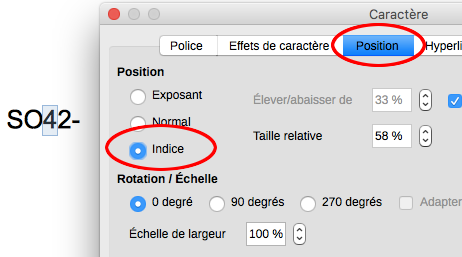 Caractère
Police Effets de caractère Position Hyperli
Position
Exposant Élever/abaisser de 33 %
SO42-
Normal
Indice Taille relative 58 %
Rotation / Échelle
0 degré 90 degrés 270 degrés Adapter
Échelle de largeur 100 %